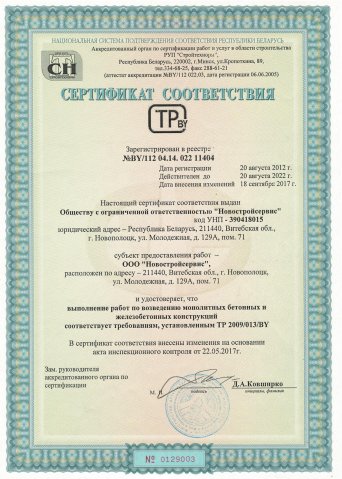 НАЦИОНАЛЬНАЯ СИСТЕМА ПОДТВЕРЖДЕНИЯ СООТВЕТСТВИЯ РЕСПУБЛИКИ БЕЛАРУСЬ
Аккредитованный орган по сертификации работ и услуг в области строительства
РУП "Стройтехнорм",
Республика Беларусь, 220002, г.Минск, ул.Кропоткина, 89,
тел.334-68-25, факс 288-61-21
(аттестат аккредитации №BY/112 022.03, дата регистрации 06.06.2005)
СН
СЕРТИФИКАТ СООТВЕТСТВИЯ
ТР BY
Зарегистрирован в реестре
№BY/112 04.14. 022 11404
Дата регистрации 20 августа 2012 г.
Действителен до 20 августа 2022 г.
Дата внесения изменений 18 сентября 2017 г.
Настоящий сертификат соответствия выдан
Обществу с ограниченной ответственностью "Новостройсервис"
код УНП - 390418015
юридический адрес – Республика Беларусь, 211440, Витебская обл.,
г. Новополоцк, ул. Молодежная, д. 129А, пом. 71
субъект предоставления работ –
ООО "Новостройсервис",
расположен по адресу – 211440, Витебская обл., г. Новополоцк,
ул. Молодежная, д. 129А, пом. 71
и удостоверяет, что
выполнение работ по возведению монолитных бетонных и
железобетонных конструкций
соответствует требованиям, установленным ТР 2009/013/BY
В сертификат соответствия внесены изменения на основании
акта инспекционного контроля от 22.05.2017г.
Зам. руководителя
аккредитованного органа по
сертификации
М.
подпись
Д.А.Ковширко
инициалы, фамилия
№ 0129003